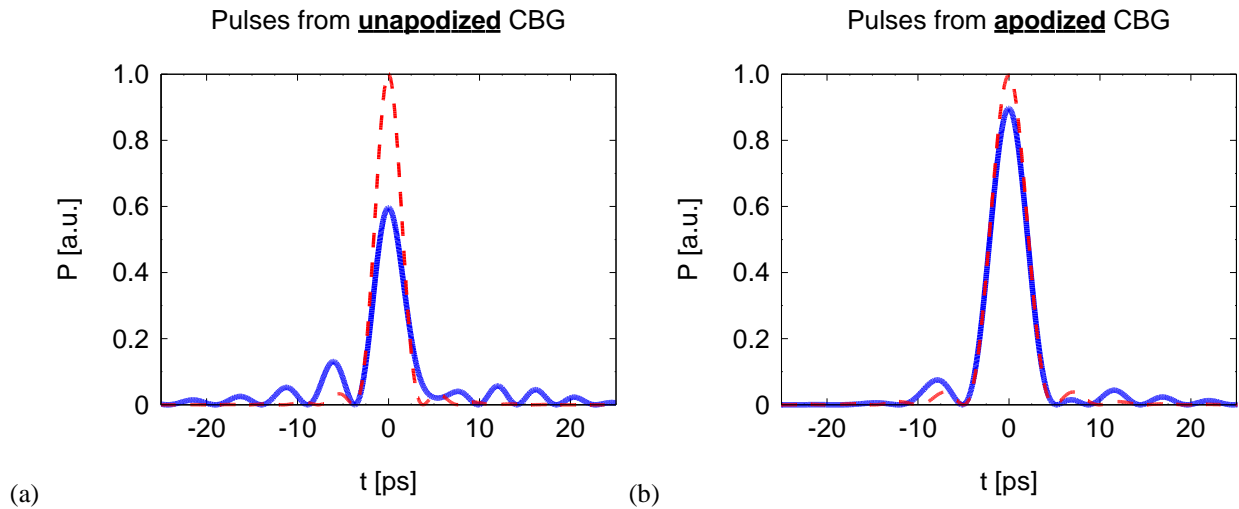 Pulses from unapodized CBG
1.0
0.8
0.6
0.4
0.2
0
P [a.u.]
-20 -10 0 10 20
t [ps]
(a)
Pulses from apodized CBG
1.0
0.8
0.6
0.4
0.2
0
P [a.u.]
-20 -10 0 10 20
t [ps]
(b)